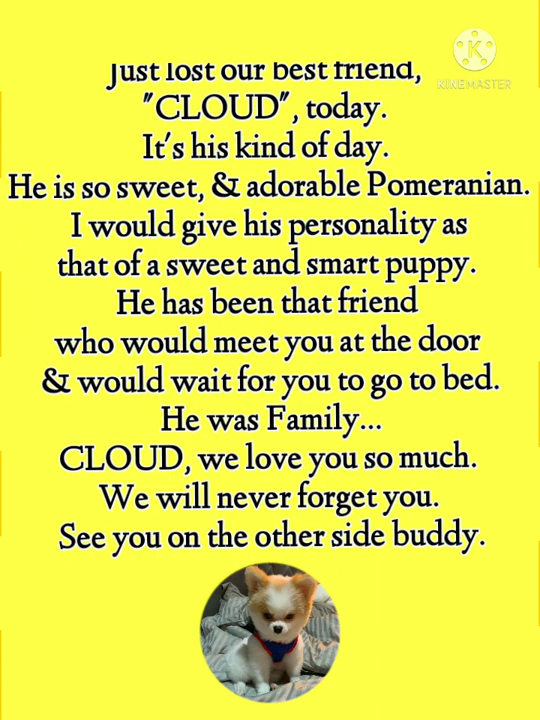 KINEMASTER
Just lost our best friend,
"CLOUD", today.
It's his kind of day.
He is so sweet, & adorable Pomeranian.
I would give his personality as
that of a sweet and smart puppy.
He has been that friend
who would meet you at the door
& would wait for you to go to bed.
He was Family...
CLOUD, we love you so much.
We will never forget you.
See you on the other side buddy.